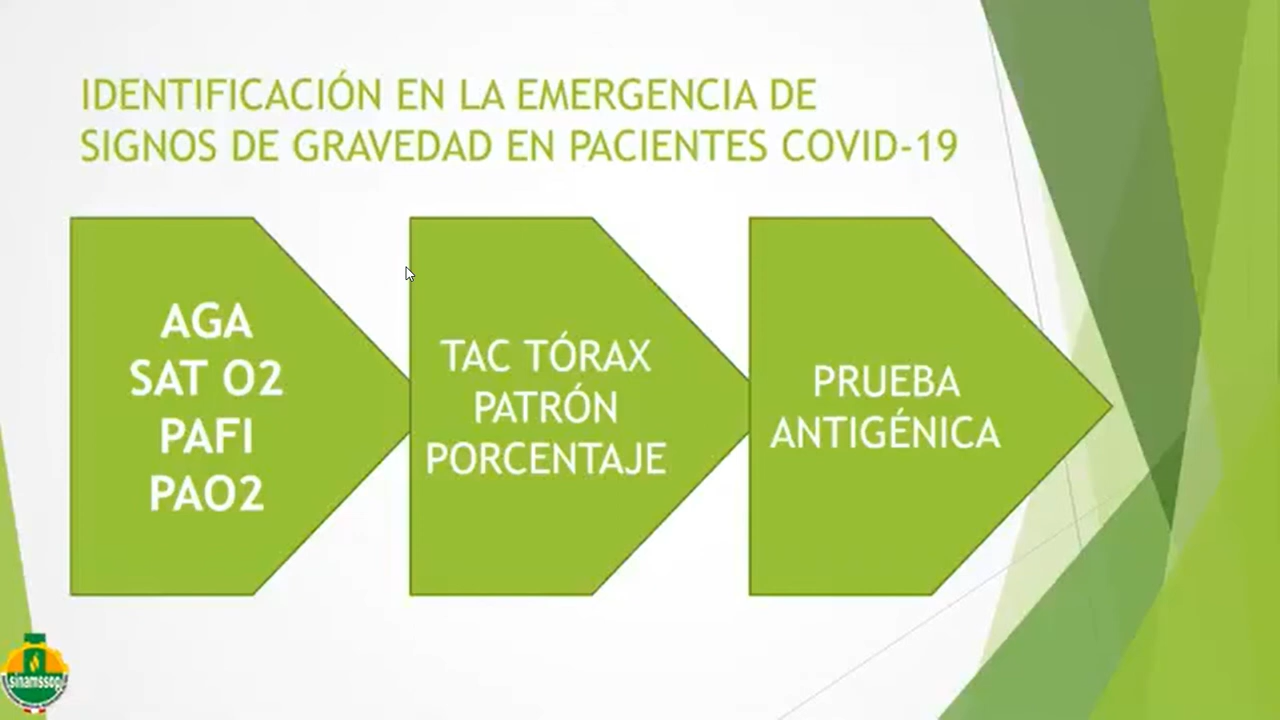 IDENTIFICACIÓN EN LA EMERGENCIA DE
SIGNOS DE GRAVEDAD EN PACIENTES COVID-19
AGA
SAT O2
PAFI
PAO2
TAC TÓRAX
PATRÓN
PORCENTAJE
PRUEBA
ANTIGÉNICA